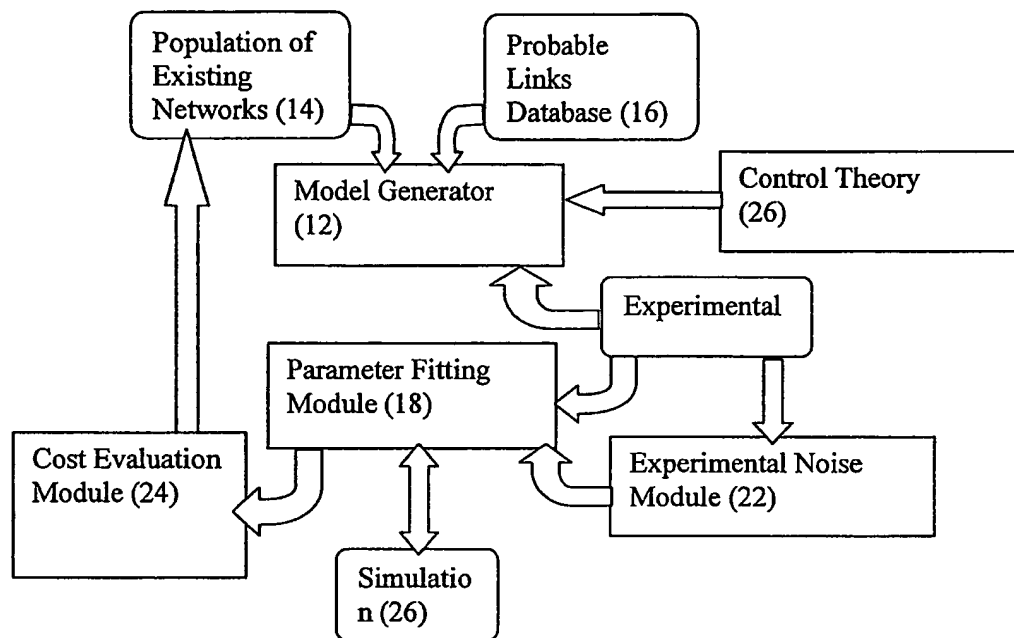 Population of
Existing
Networks (14)
Probable
Links
Database (16)
Model Generator
(12)
Control Theory
(26)
Experimental
Parameter Fitting
Module (18)
Cost Evaluation
Module (24)
Experimental Noise
Module (22)
Simulatio
n (26)